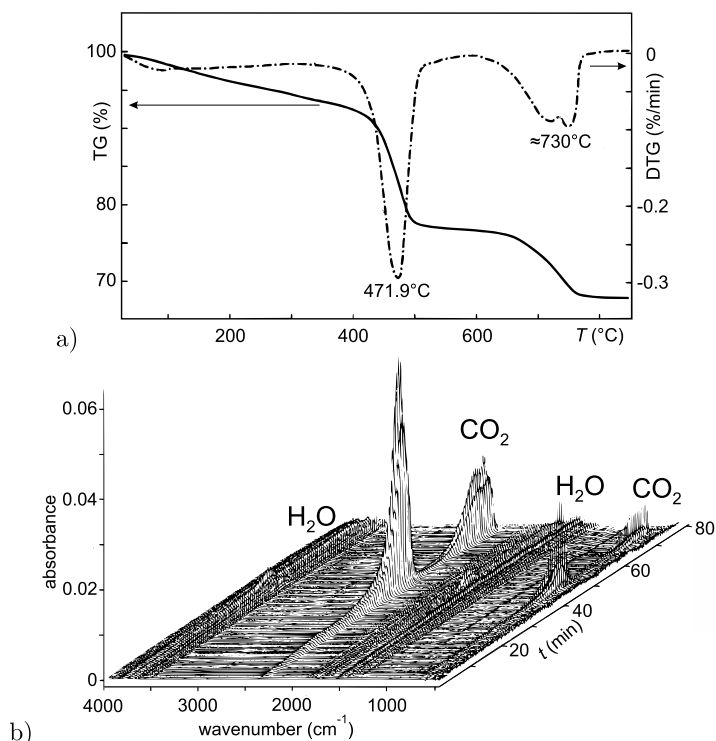 100
80
70
TG (%)
0
-0.1
-0.2
-0.3
DTG (%/min)
≈730°C
471.9°C
200
400
600
T (°C)
a)
0.06
0.04
0.02
0
absorbance
H₂O
CO₂
H₂O
CO₂
80
60
40
20
t (min)
4000
3000
2000
1000
wavenumber (cm⁻¹)
b)